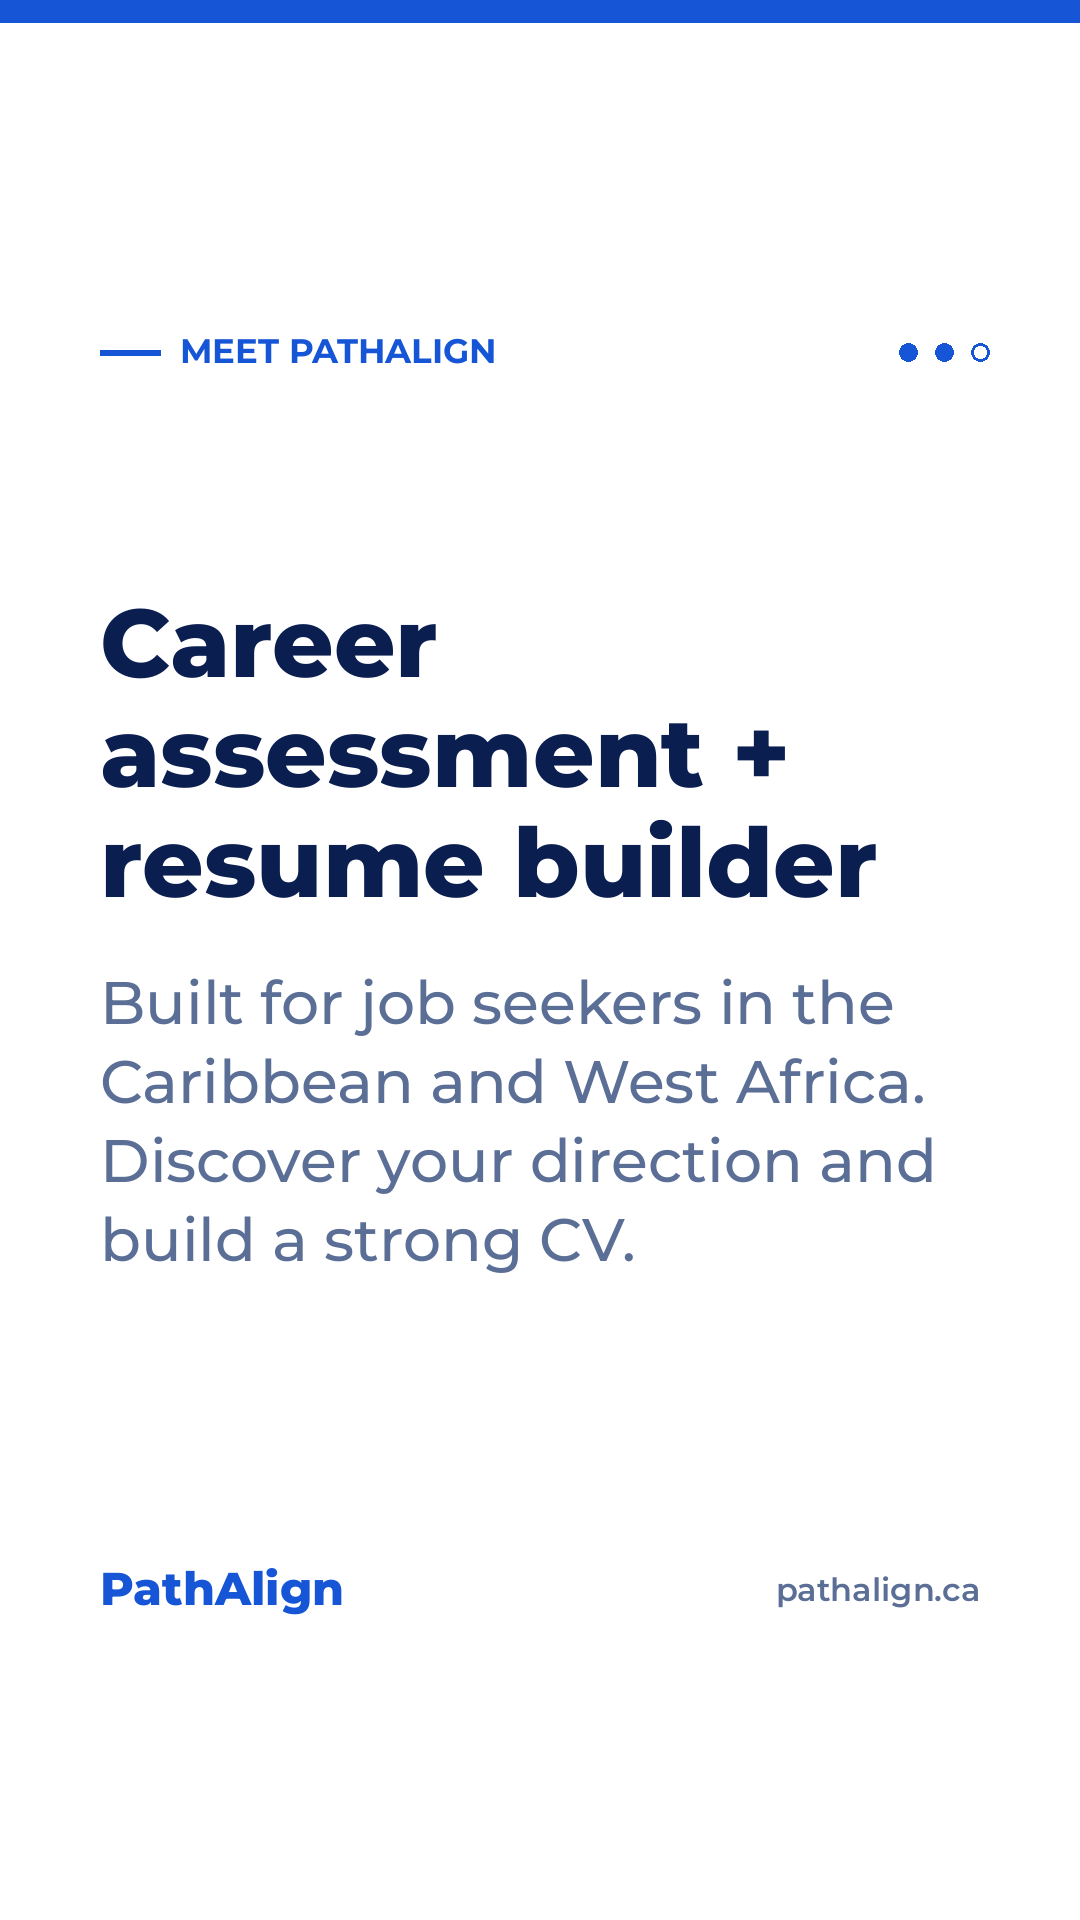 MEET PATHALIGN
Career
assessment +
resume builder
Built for job seekers in the
Caribbean and West Africa.
Discover your direction and
build a strong CV.
PathAlign
pathalign.ca